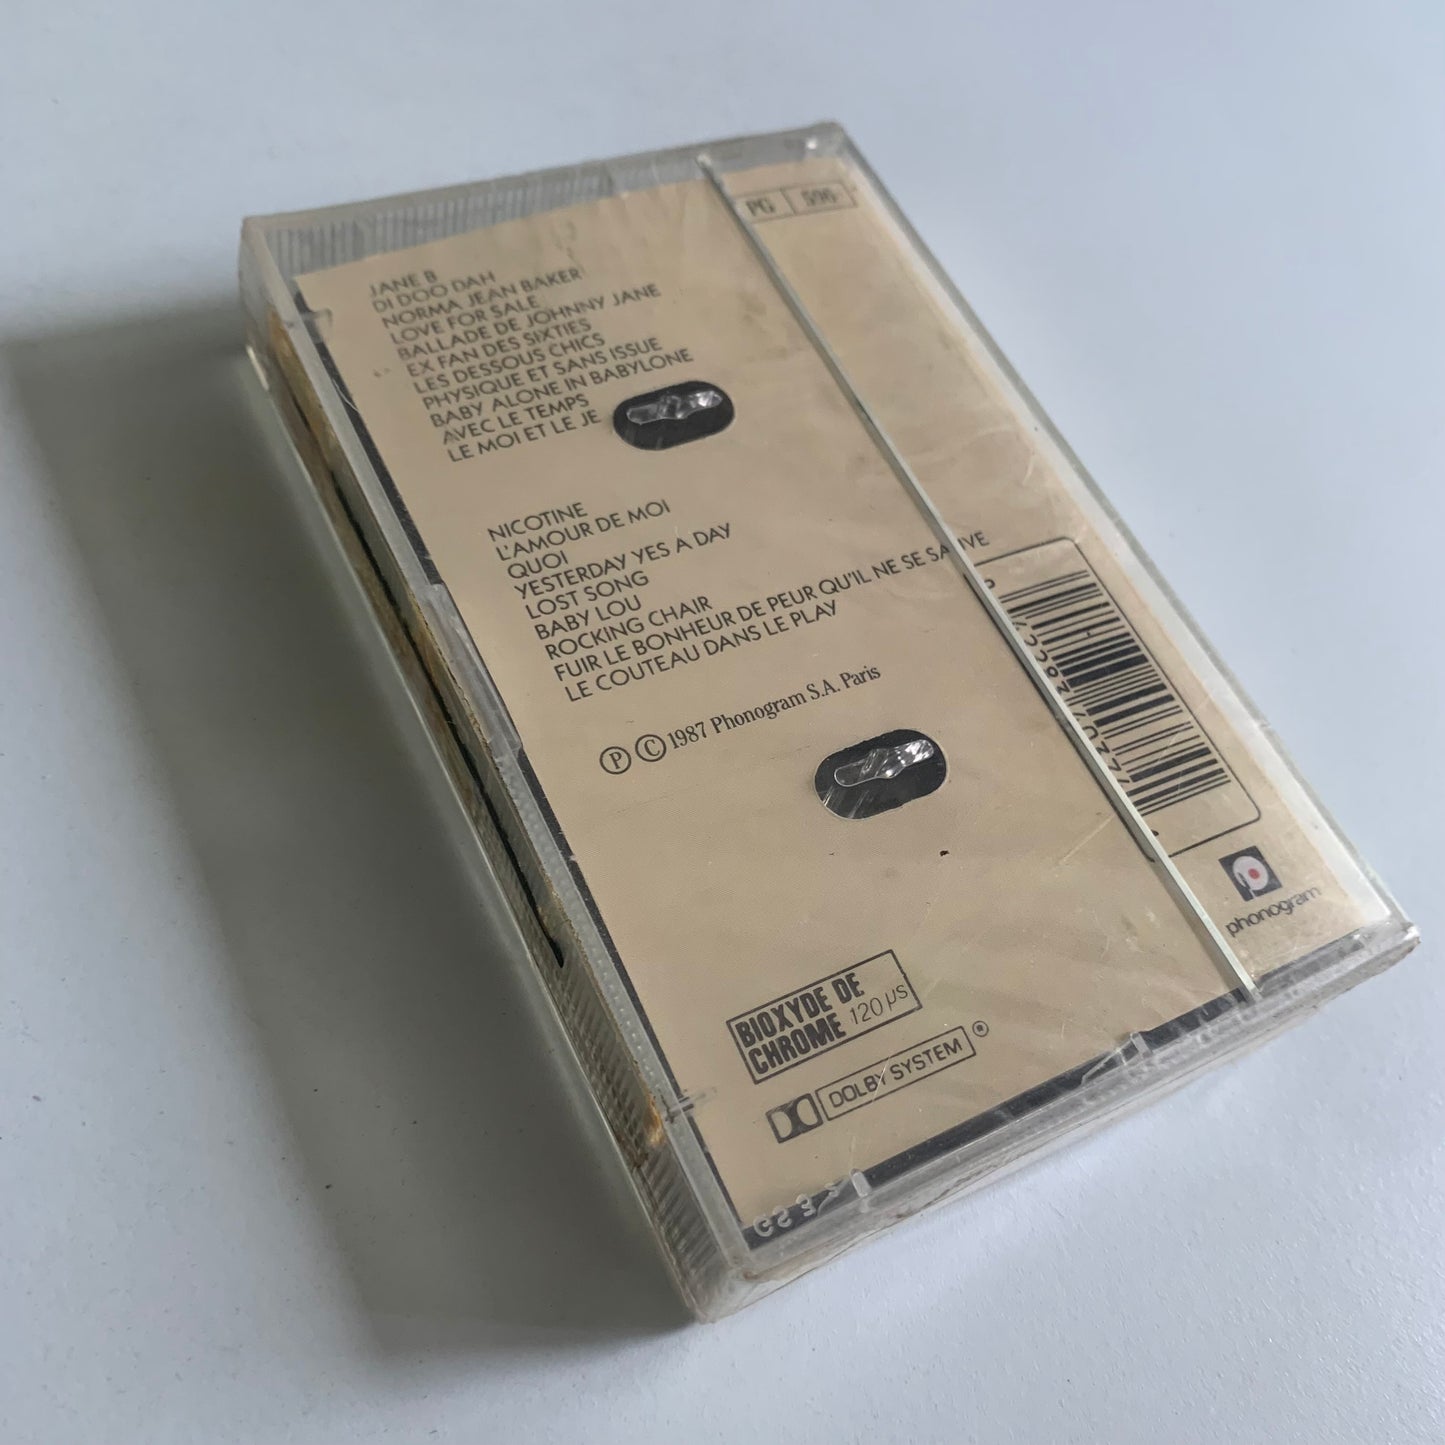 PG 596
JANE B
DI DOO DAH
NORMA JEAN BAKER
LOVE FOR SALE
BALLADE DE JOHNNY JANE
EX FAN DES SIXTIES
LES DESSOUS CHICS
PHYSIQUE ET SANS ISSUE
BABY ALONE IN BABYLONE
AVEC LE TEMPS
LE MOI ET LE JE
NICOTINE
L'AMOUR DE MOI
QUOI
YESTERDAY YES A DAY
LOST SONG
BABY LOU
ROCKING CHAIR
FUIR LE BONHEUR DE PEUR QU'IL NE SE SAUVE
LE COUTEAU DANS LE PLAY
Ⓟ © 1987 Phonogram S.A. Paris
phonogram
BIOXYDE DE
CHROME 120 µs
DOLBY SYSTEM ®